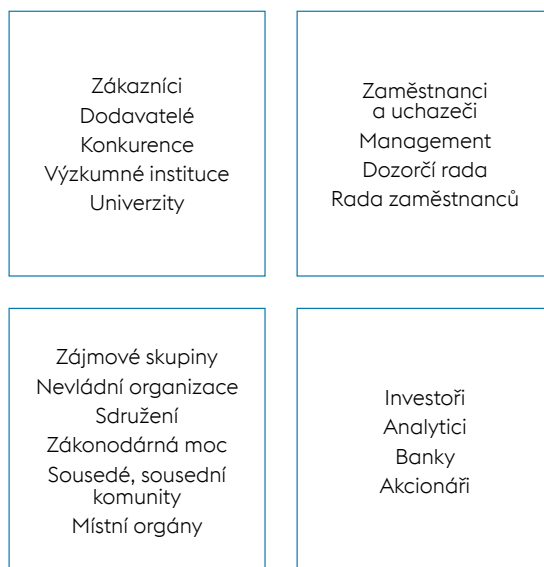 Zákazníci
Dodavatelé
Konkurence
Výzkumné instituce
Univerzity
Zaměstnanci
a uchazeči
Management
Dozorčí rada
Rada zaměstnanců
Zájmové skupiny
Nevládní organizace
Sdružení
Zákonodárná moc
Sousedé, sousední
komunity
Místní orgány
Investoři
Analytici
Banky
Akcionáři